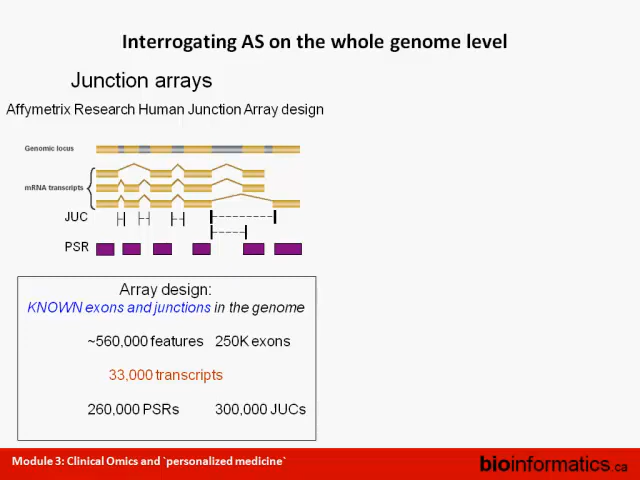 Interrogating AS on the whole genome level
Junction arrays
Affymetrix Research Human Junction Array design
Genomic locus
mRNA transcripts
JUC
PSR
Array design:
KNOWN exons and junctions in the genome
~560,000 features 250K exons
33,000 transcripts
260,000 PSRs 300,000 JUCs
Module 3: Clinical Omics and `personalized medicine`
bioinformatics.ca